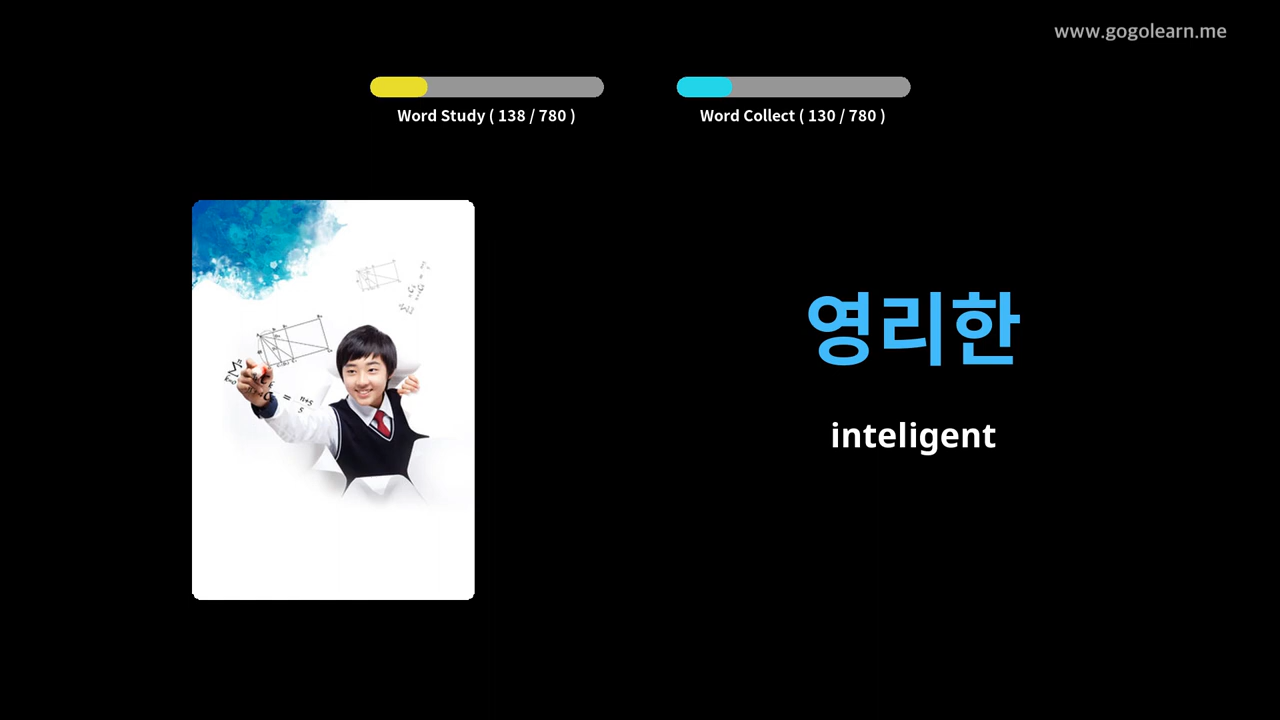 www.gogolearn.me
Word Study ( 138 / 780 )
Word Collect ( 130 / 780 )
영리한
inteligent